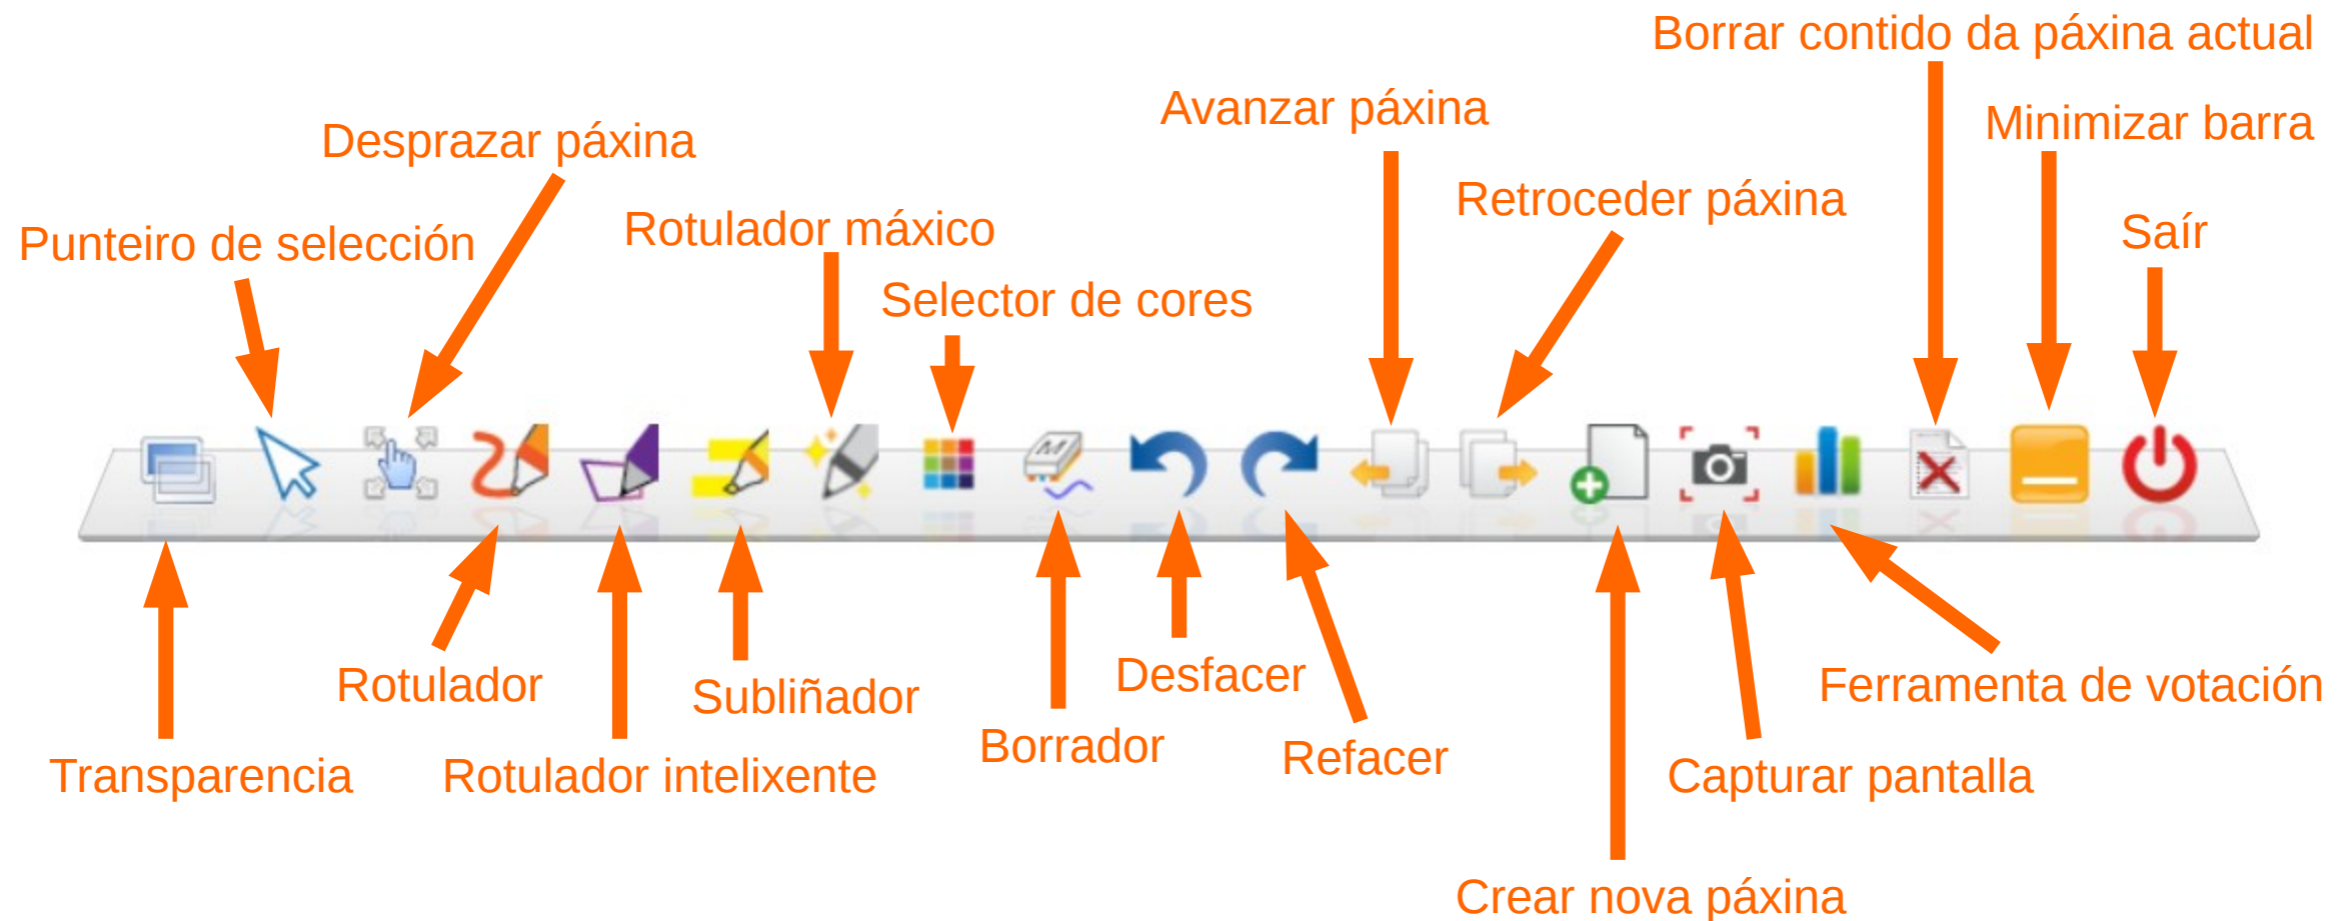 Borrar contido da páxina actual
Avanzar páxina
Minimizar barra
Desprazar páxina
Retroceder páxina
Rotulador máxico
Saír
Punteiro de selección
Selector de cores
M
Rotulador
Subliñador
Desfacer
Ferramenta de votación
Borrador
Refacer
Transparencia
Rotulador intelixente
Capturar pantalla
Crear nova páxina